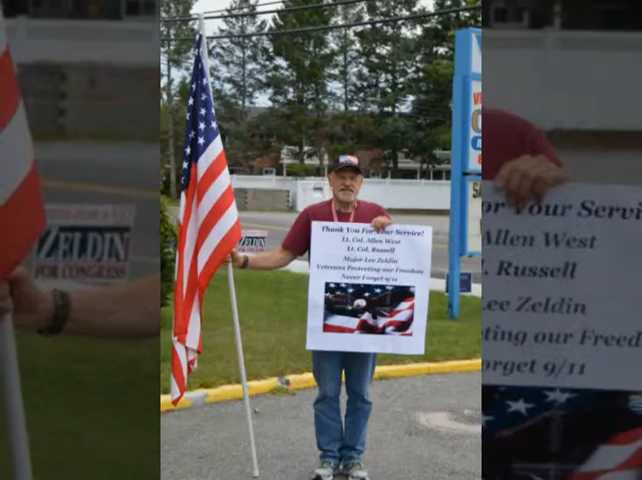 Thank You For Your Service!
Lt. Col. Allen West
Lt. Col. Russell
Major Lee Zeldin
Veterans Protecting our Freedom
Never Forget 9/11
ZELDIN
FOR CONGRESS
ZELDIN
or Your Servi
Allen West
. Russell
ee Zeldin
ting our Freed
orget 9/11